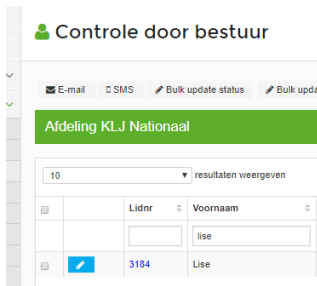 Controle door bestuur
E-mail SMS Bulk update status Bulk upda
Afdeling KLJ Nationaal
10 resultaten weergeven
Lidnr Voornaam
lise
3184 Lise